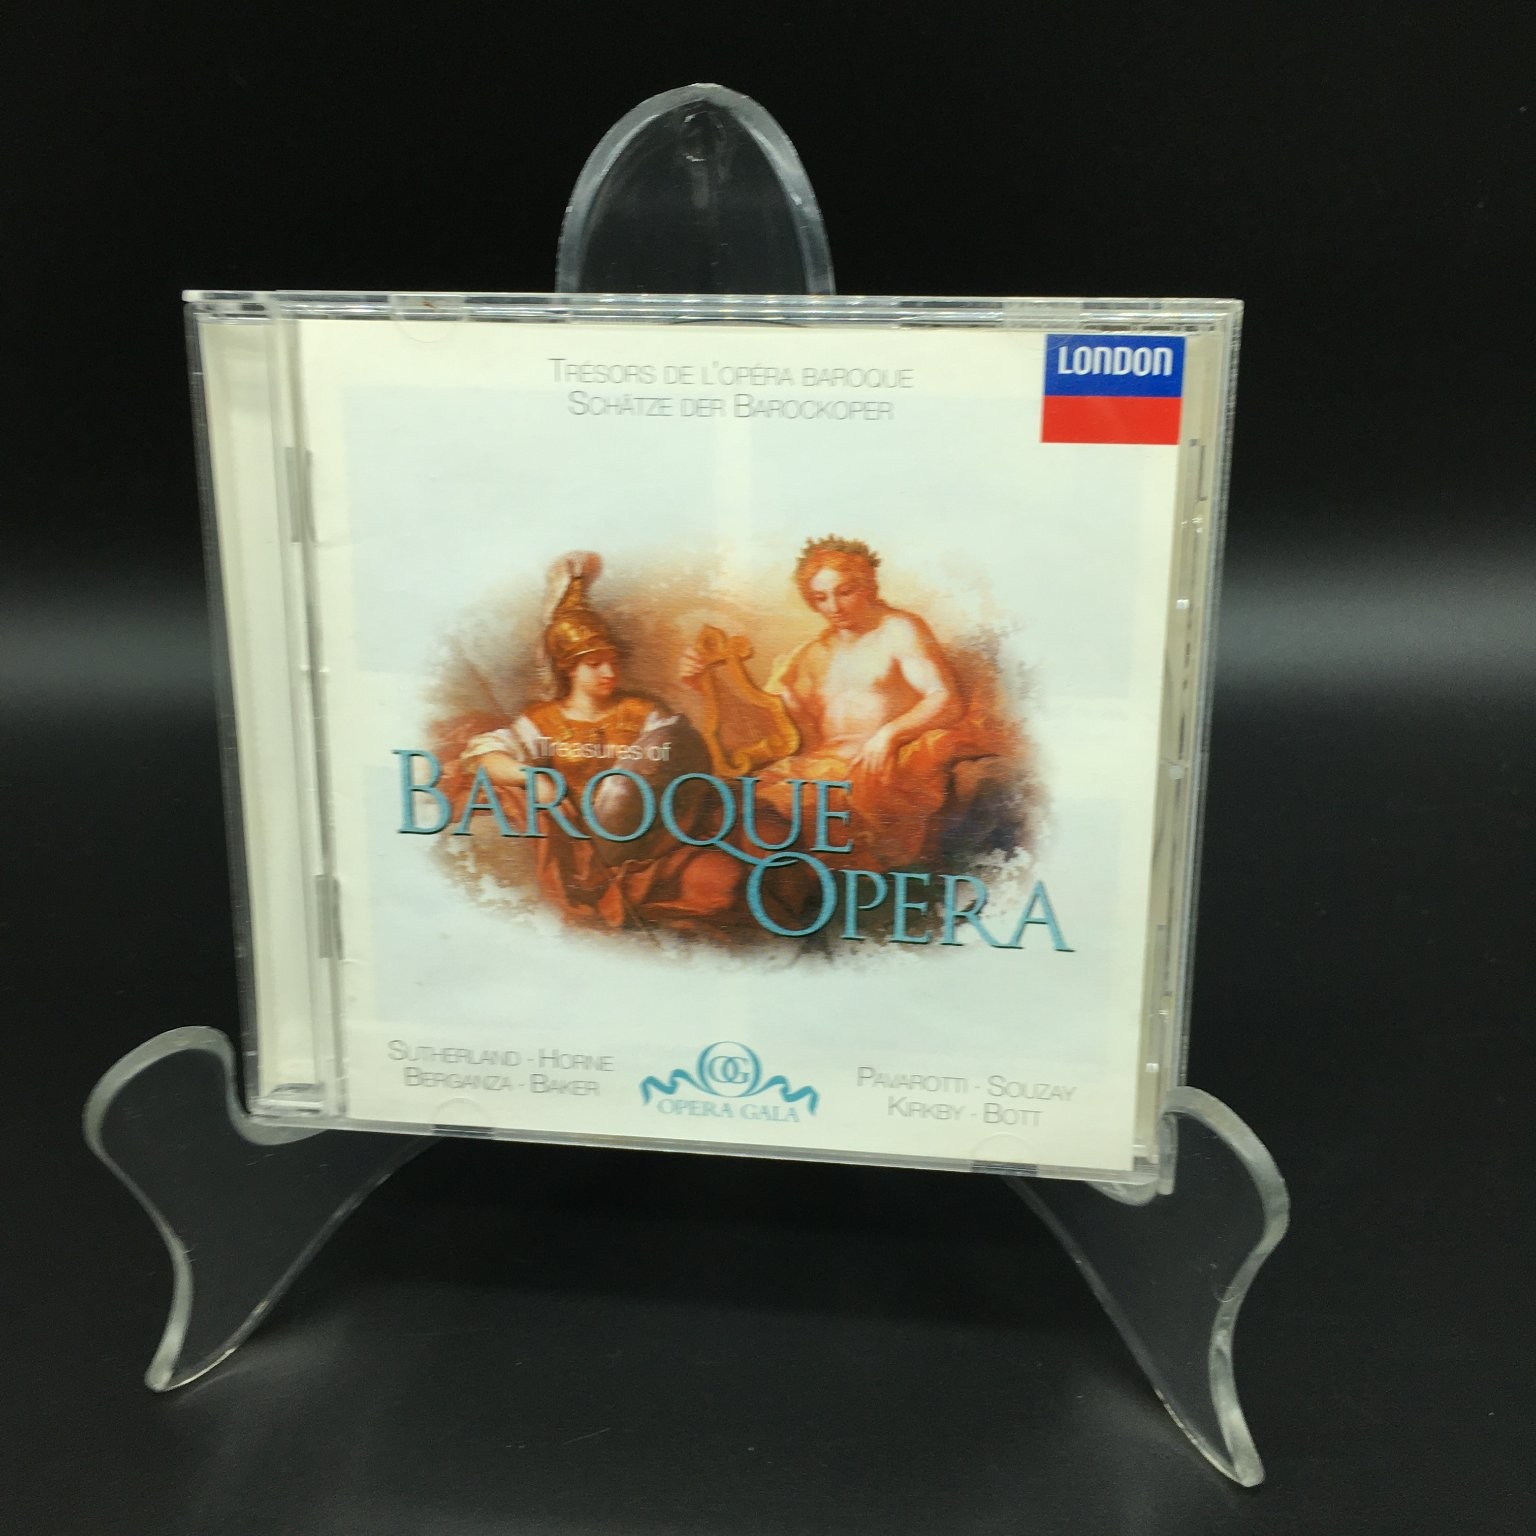 TRÉSORS DE L'OPÉRA BAROQUE
SCHÄTZE DER BAROCKOPER
LONDON
Treasures of
BAROQUE
OPERA
SUTHERLAND · HORNE
BERGANZA · BAKER
OG
OPERA GALA
PAVAROTTI · SOUZAY
KIRKBY · BOTT